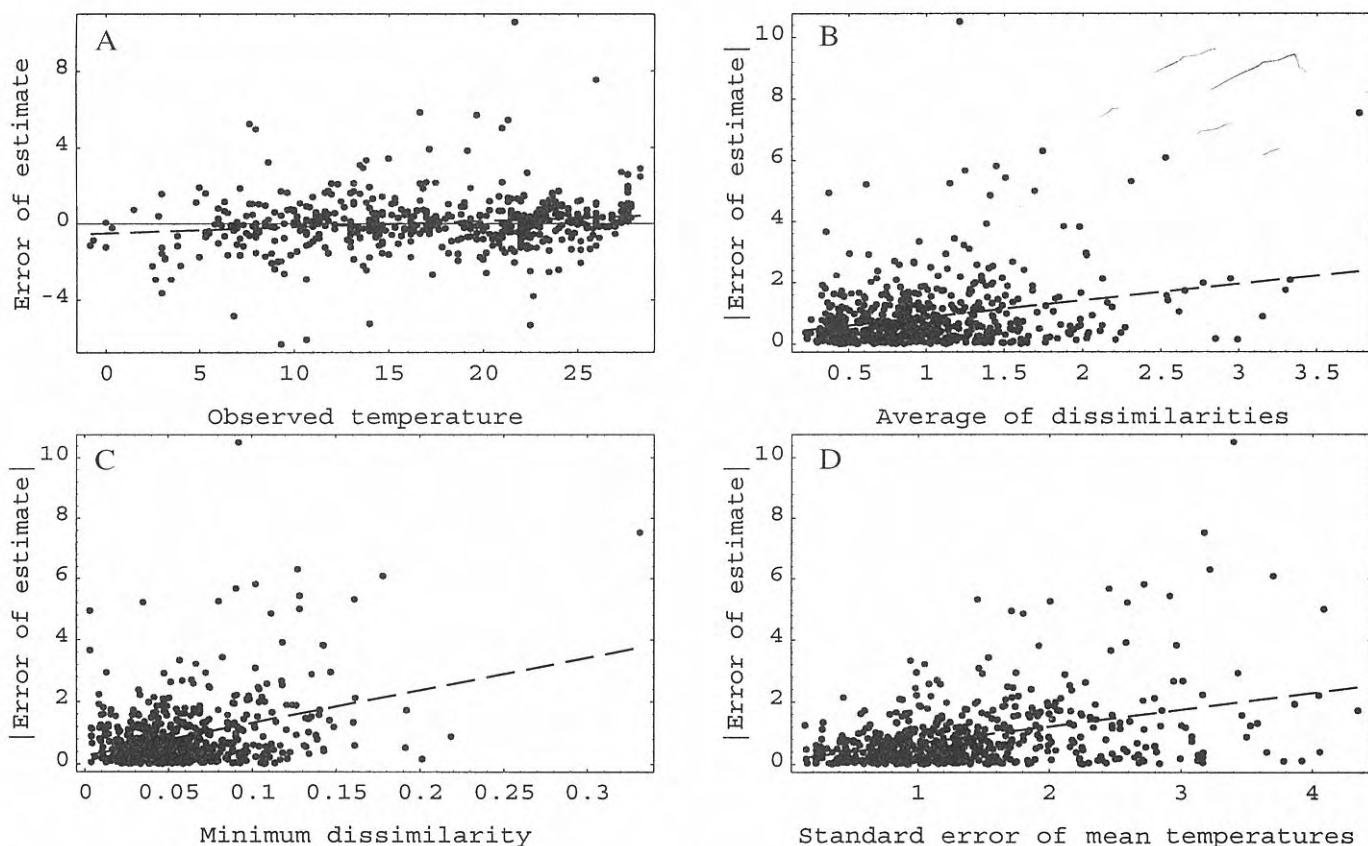 A
Error of estimate
8
4
0
-4
0 5 10 15 20 25
Observed temperature
B
|Error of estimate|
10
8
6
4
2
0
0.5 1 1.5 2 2.5 3 3.5
Average of dissimilarities
C
|Error of estimate|
10
8
6
4
2
0
0 0.05 0.1 0.15 0.2 0.25 0.3
Minimum dissimilarity
D
|Error of estimate|
10
8
6
4
2
0
1 2 3 4
Standard error of mean temperatures